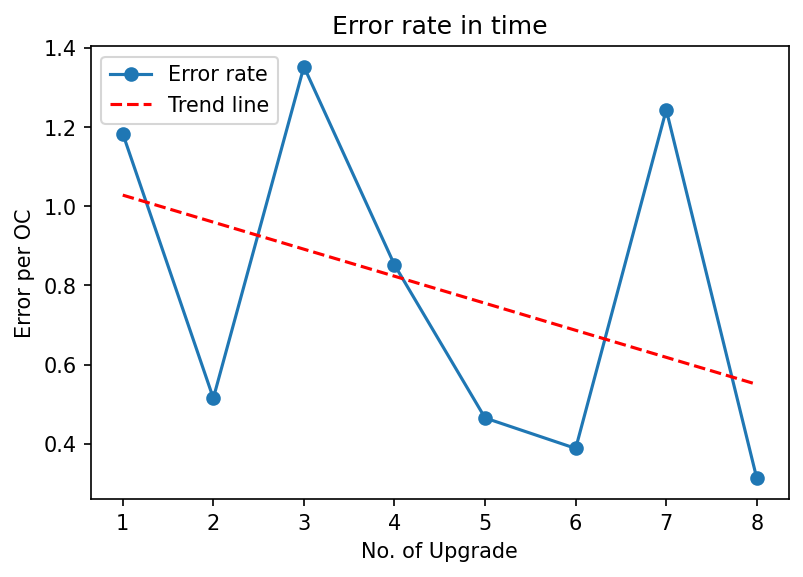 Error rate in time
Error rate
Trend line
Error per OC
1.4
1.2
1.0
0.8
0.6
0.4
1 2 3 4 5 6 7 8
No. of Upgrade